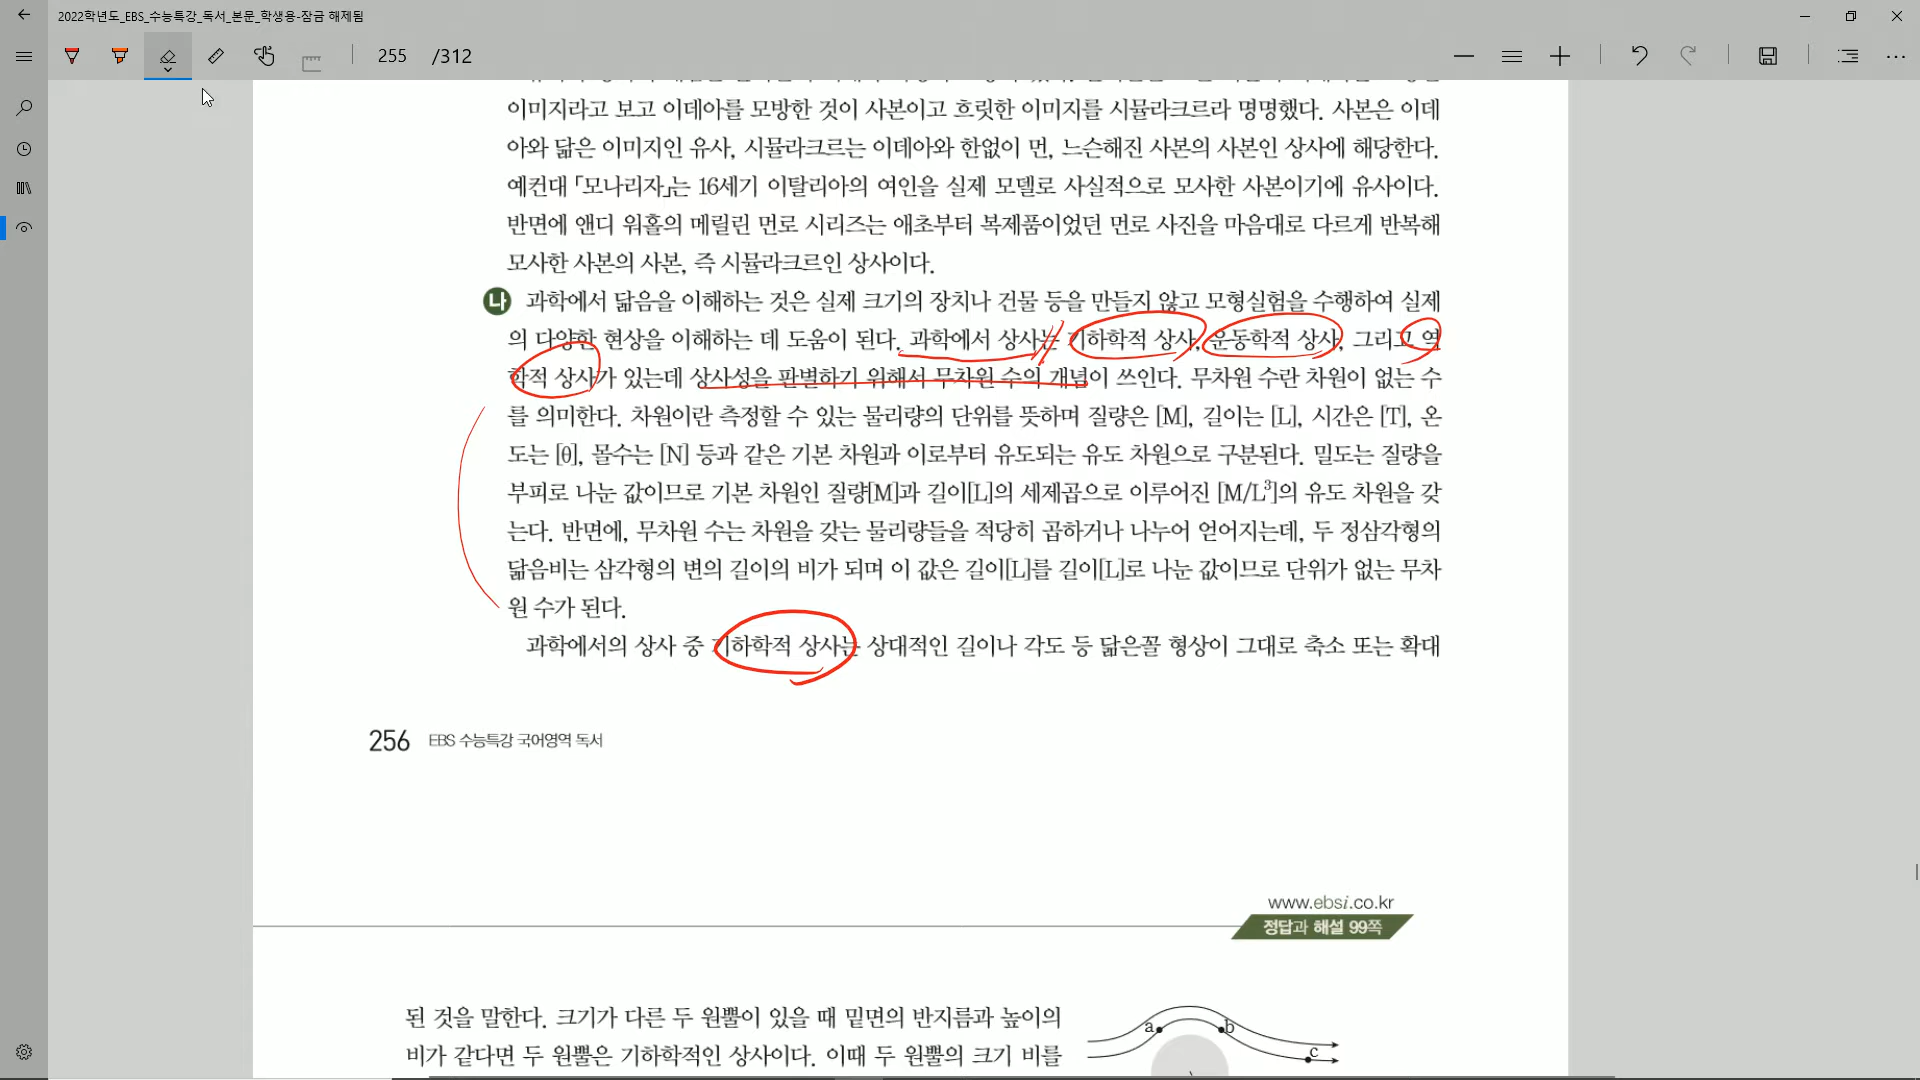 2022학년도_EBS_수능특강_독서_본문_학생용-잠금 해제됨
255 /312
이미지라고 보고 이데아를 모방한 것이 사본이고 흐릿한 이미지를 시뮬라크르라 명명했다. 사본은 이데
아와 닮은 이미지인 유사, 시뮬라크르는 이데아와 한없이 먼, 느슨해진 사본의 사본인 상사에 해당한다.
예컨대 「모나리자」는 16세기 이탈리아의 여인을 실제 모델로 사실적으로 모사한 사본이기에 유사이다.
반면에 앤디 워홀의 메릴린 먼로 시리즈는 애초부터 복제품이었던 먼로 사진을 마음대로 다르게 반복해
모사한 사본의 사본, 즉 시뮬라크르인 상사이다.
나 과학에서 닮음을 이해하는 것은 실제 크기의 장치나 건물 등을 만들지 않고 모형실험을 수행하여 실제
의 다양한 현상을 이해하는 데 도움이 된다. 과학에서 상사는 기하학적 상사, 운동학적 상사, 그리고 역
학적 상사가 있는데 상사성을 판별하기 위해서 무차원 수의 개념이 쓰인다. 무차원 수란 차원이 없는 수
를 의미한다. 차원이란 측정할 수 있는 물리량의 단위를 뜻하며 질량은 [M], 길이는 [L], 시간은 [T], 온
도는 [θ], 몰수는 [N] 등과 같은 기본 차원과 이로부터 유도되는 유도 차원으로 구분된다. 밀도는 질량을
부피로 나눈 값이므로 기본 차원인 질량[M]과 길이[L]의 세제곱으로 이루어진 [M/L³]의 유도 차원을 갖
는다. 반면에, 무차원 수는 차원을 갖는 물리량들을 적당히 곱하거나 나누어 얻어지는데, 두 정삼각형의
닮음비는 삼각형의 변의 길이의 비가 되며 이 값은 길이[L]를 길이[L]로 나눈 값이므로 단위가 없는 무차
원 수가 된다.
과학에서의 상사 중 기하학적 상사는 상대적인 길이나 각도 등 닮은꼴 형상이 그대로 축소 또는 확대
256 EBS 수능특강 국어영역 독서
www.ebsi.co.kr
정답과 해설 99쪽
된 것을 말한다. 크기가 다른 두 원뿔이 있을 때 밑면의 반지름과 높이의
비가 같다면 두 원뿔은 기하학적인 상사이다. 이때 두 원뿔의 크기 비를
a b
c